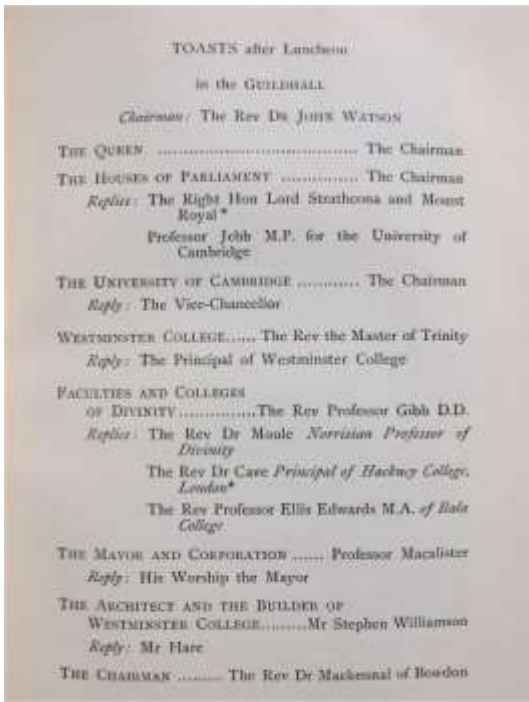 TOASTS after Luncheon
in the GUILDHALL
Chairman: The Rev DR JOHN WATSON
THE QUEEN ........................................ The Chairman
THE HOUSES OF PARLIAMENT ................ The Chairman
Replies: The Right Hon Lord Strathcona and Mount
Royal*
Professor Jebb M.P. for the University of
Cambridge
THE UNIVERSITY OF CAMBRIDGE ............. The Chairman
Reply: The Vice-Chancellor
WESTMINSTER COLLEGE...... The Rev the Master of Trinity
Reply: The Principal of Westminster College
FACULTIES AND COLLEGES
OF DIVINITY ...............The Rev Professor Gibb D.D.
Replies: The Rev Dr Moule Norrisian Professor of
Divinity
The Rev Dr Cave Principal of Hackney College,
London*
The Rev Professor Ellis Edwards M.A. of Bala
College
THE MAYOR AND CORPORATION ...... Professor Macalister
Reply: His Worship the Mayor
THE ARCHITECT AND THE BUILDER OF
WESTMINSTER COLLEGE.........Mr Stephen Williamson
Reply: Mr Hare
THE CHAIRMAN ......... The Rev Dr Mackennal of Bowdon